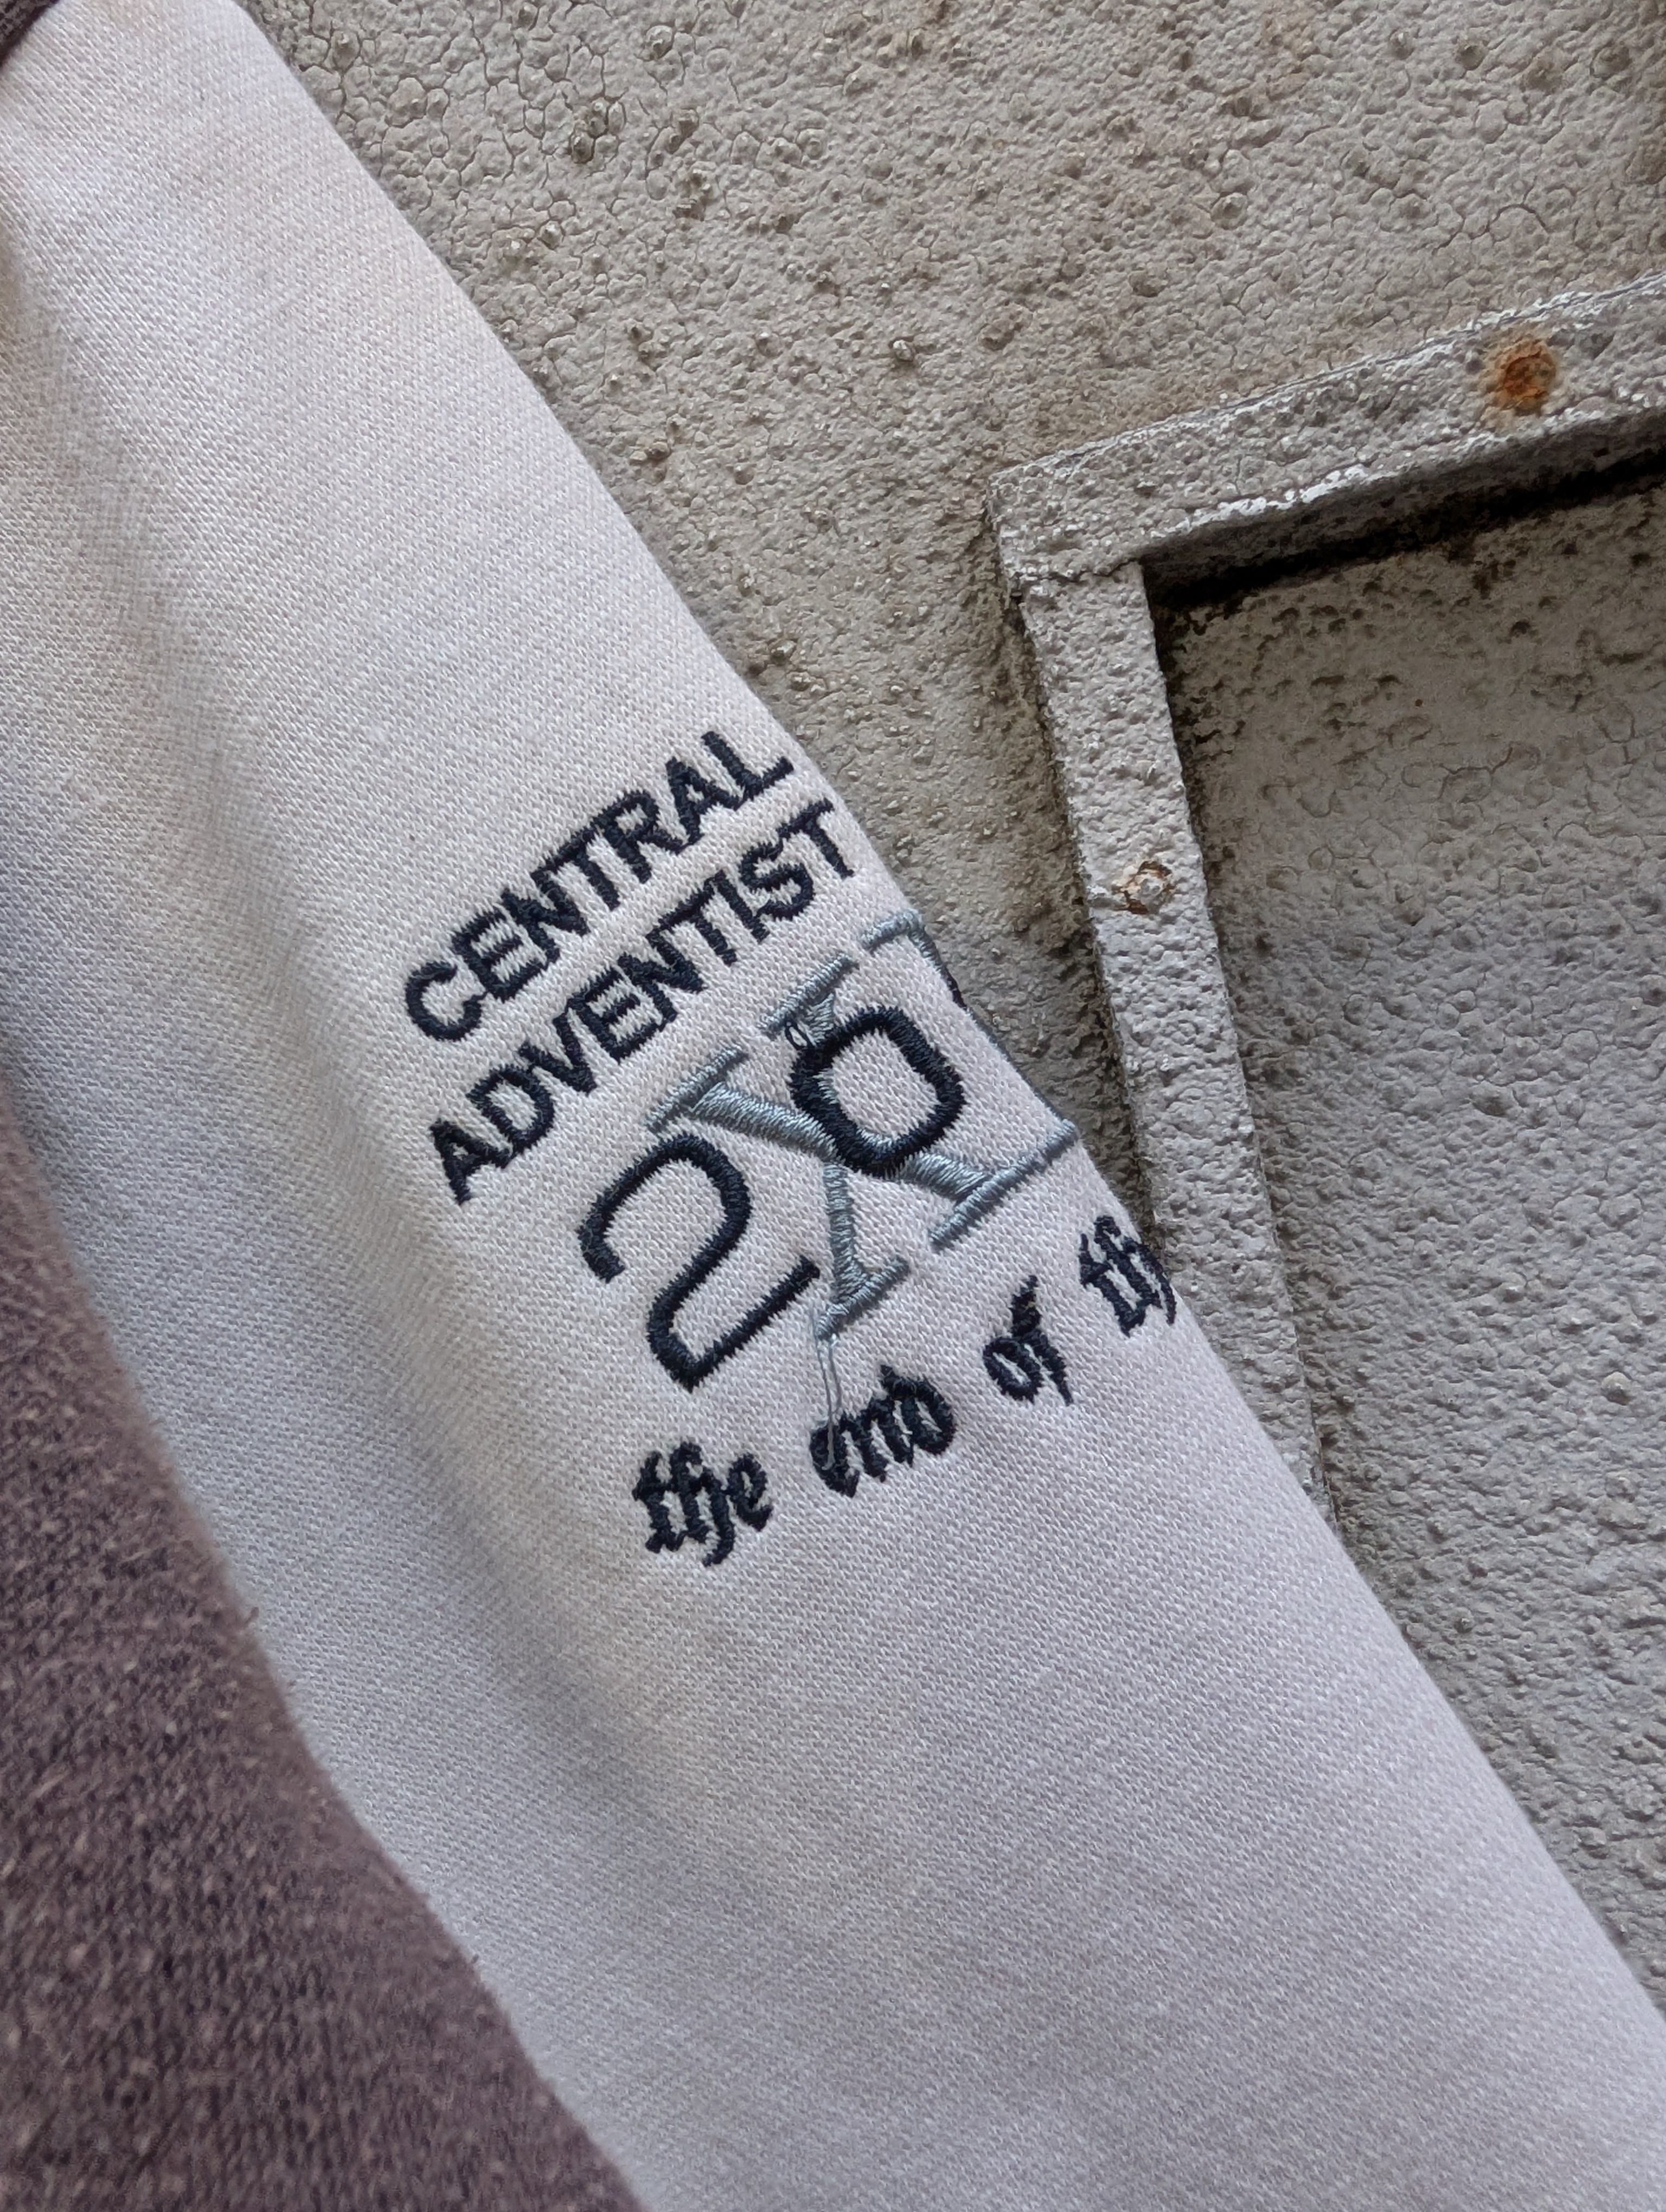 CENTRAL
ADVENTIST
20
the end of